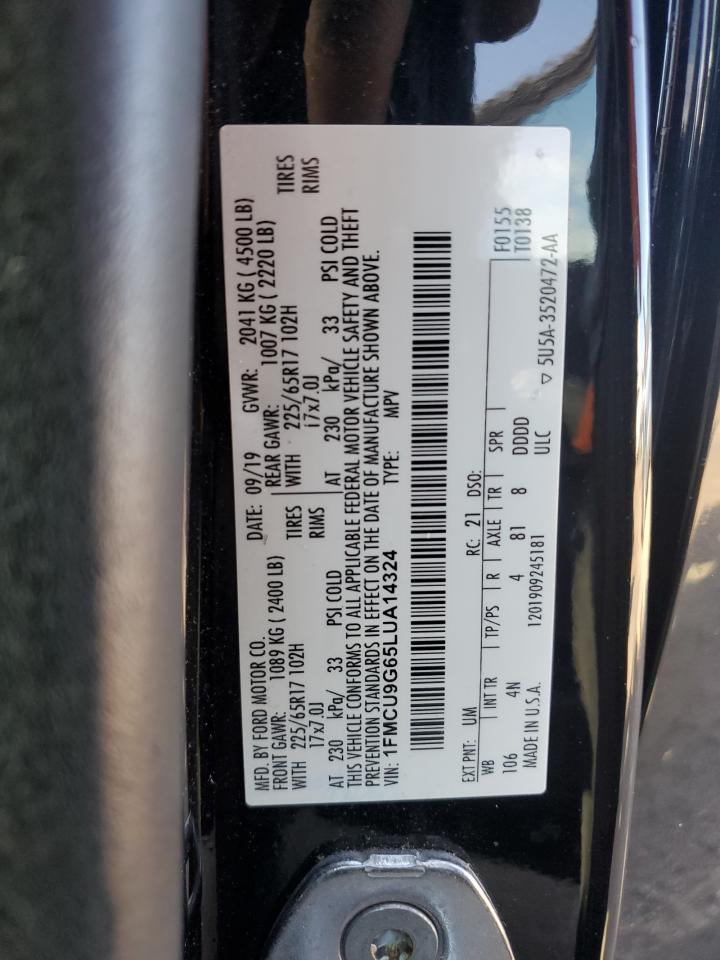 MFD. BY FORD MOTOR CO. DATE: 09/19 GVWR: 2041 KG ( 4500 LB)
FRONT GAWR: 1089 KG ( 2400 LB) REAR GAWR: 1007 KG ( 2220 LB)
WITH 225/65R17 102H TIRES WITH 225/65R17 102H TIRES
17x7.0J RIMS 17x7.0J RIMS
AT 230 kPa/ 33 PSI COLD AT 230 kPa/ 33 PSI COLD
THIS VEHICLE CONFORMS TO ALL APPLICABLE FEDERAL MOTOR VEHICLE SAFETY AND THEFT
PREVENTION STANDARDS IN EFFECT ON THE DATE OF MANUFACTURE SHOWN ABOVE.
VIN: 1FMCU9G65LUA14324 TYPE: MPV
EXT PNT: UM RC: 21 DSO: F0155
WB INT TR TP/PS R AXLE TR SPR T0138
106 4N 4 81 8 DDDD
MADE IN U.S.A. 1201909245181 ULC ▽ 5U5A-3520472-AA